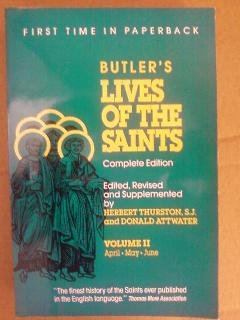 FIRST TIME IN PAPERBACK
BUTLER'S
LIVES
OF THE
SAINTS
Complete Edition
Edited, Revised
and Supplemented
by
HERBERT THURSTON, S.J.
and DONALD ATTWATER
VOLUME II
April • May • June
"The finest history of the Saints ever published
in the English language." Thomas More Association